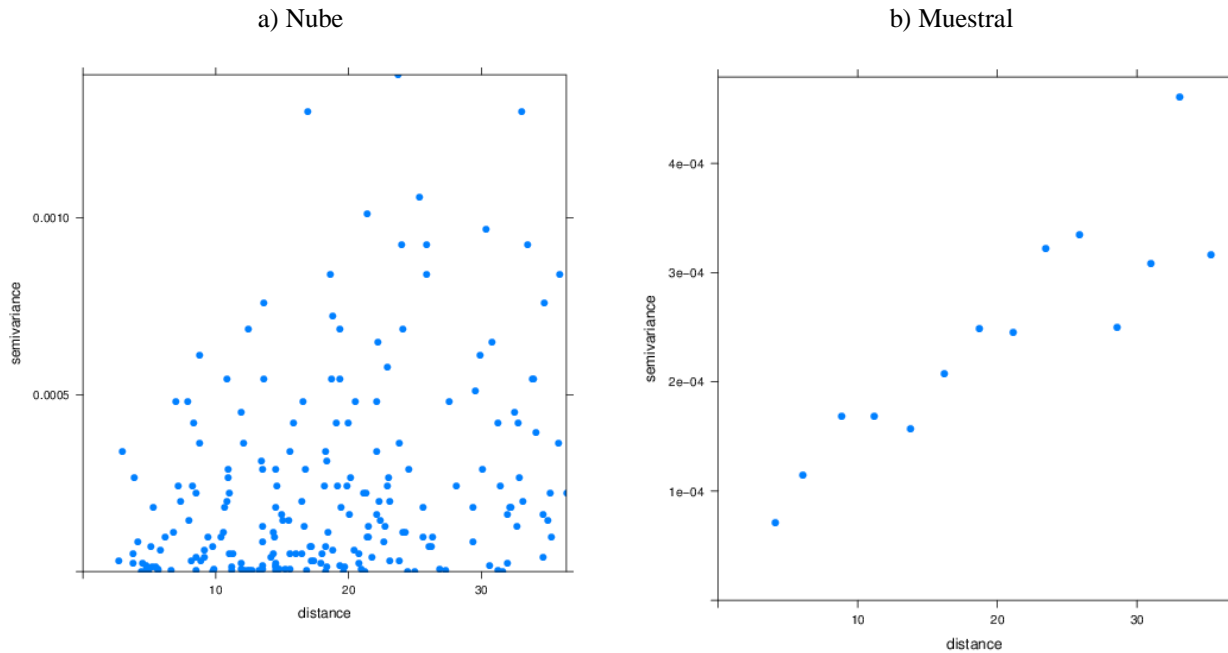 a) Nube
b) Muestral
semivariance
0.0010
0.0005
10
20
30
distance
semivariance
4e−04
3e−04
2e−04
1e−04
10
20
30
distance